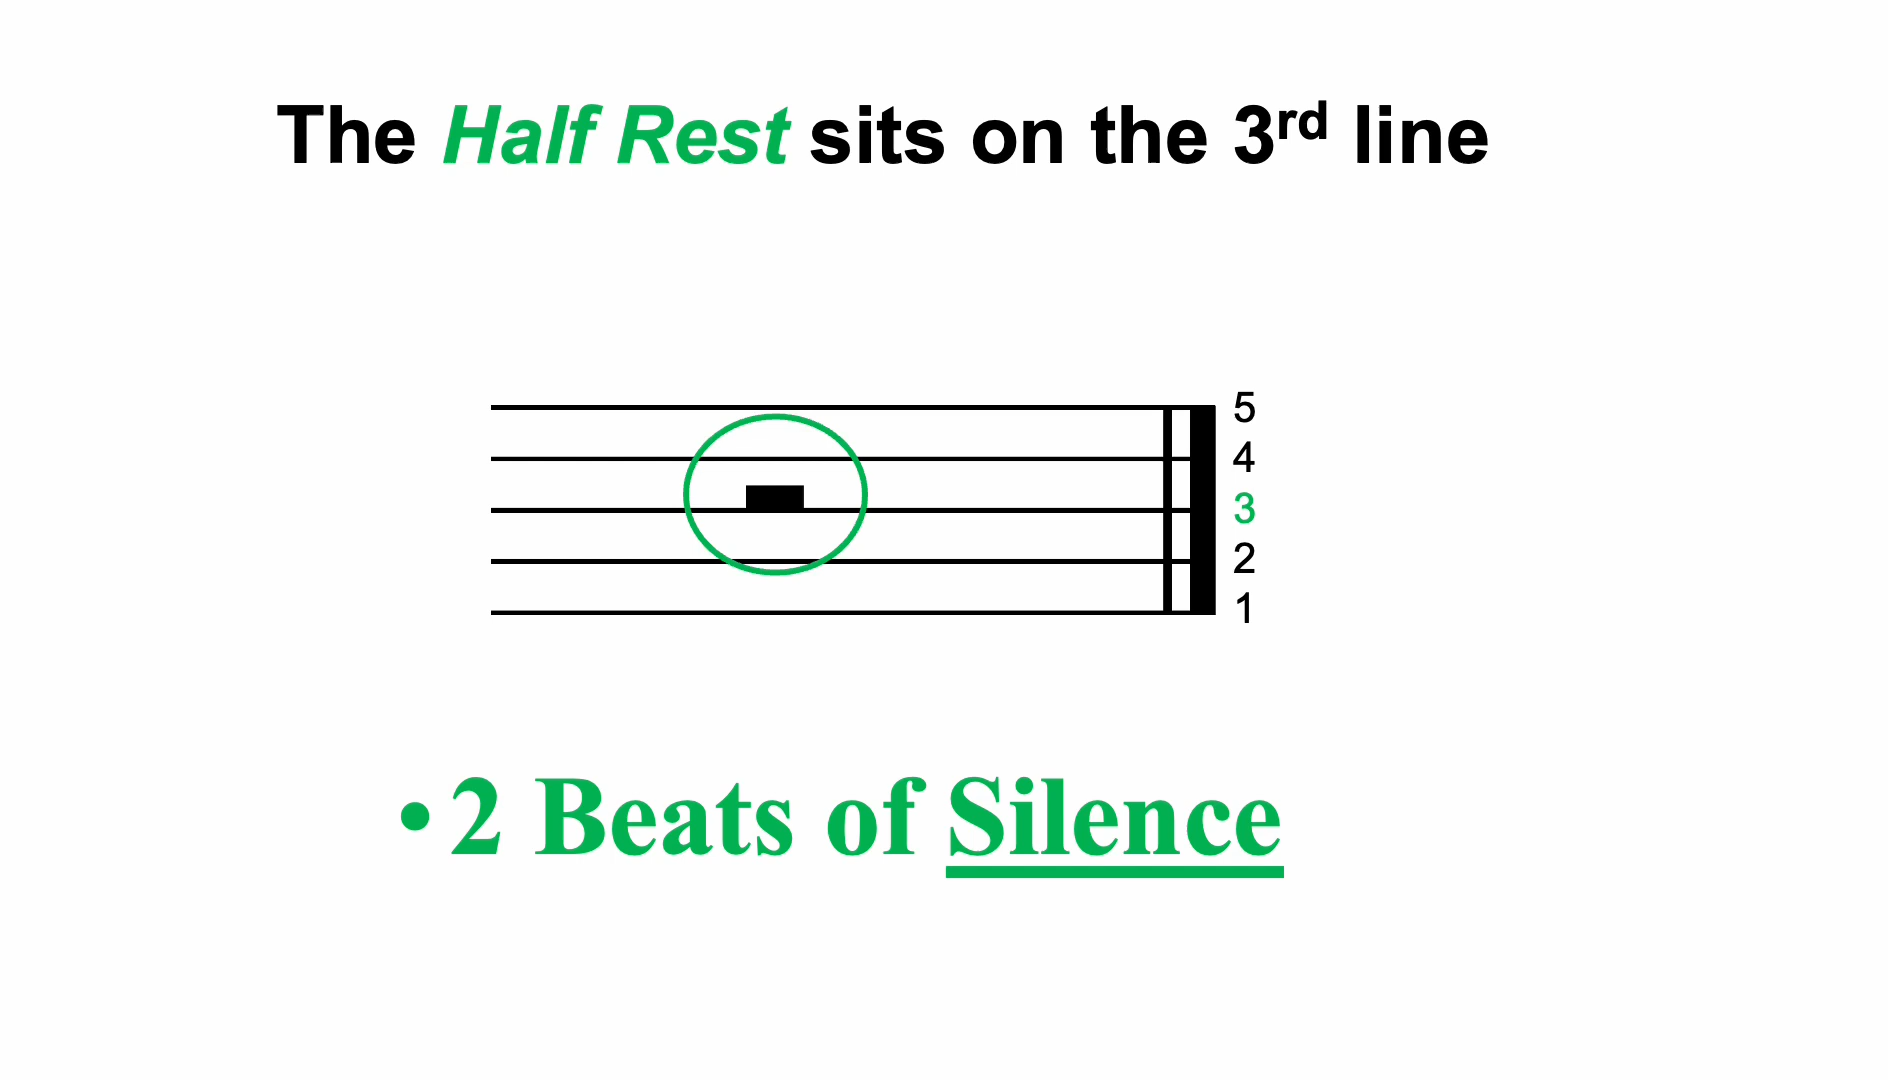 The Half Rest sits on the 3rd line
5
4
3
2
1
• 2 Beats of Silence